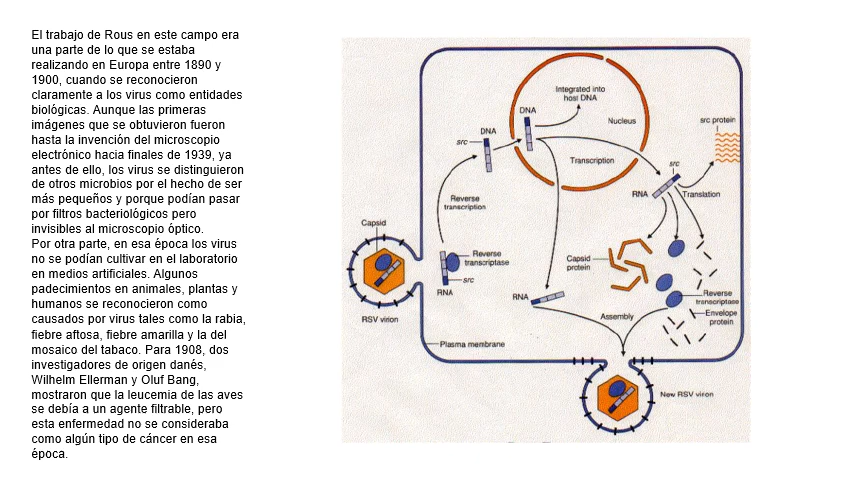 El trabajo de Rous en este campo era
una parte de lo que se estaba
realizando en Europa entre 1890 y
1900, cuando se reconocieron
claramente a los virus como entidades
biológicas. Aunque las primeras
imágenes que se obtuvieron fueron
hasta la invención del microscopio
electrónico hacia finales de 1939, ya
antes de ello, los virus se distinguieron
de otros microbios por el hecho de ser
más pequeños y porque podían pasar
por filtros bacteriológicos pero
invisibles al microscopio óptico.
Por otra parte, en esa época los virus
no se podían cultivar en el laboratorio
en medios artificiales. Algunos
padecimientos en animales, plantas y
humanos se reconocieron como
causados por virus tales como la rabia,
fiebre aftosa, fiebre amarilla y la del
mosaico del tabaco. Para 1908, dos
investigadores de origen danés,
Wilhelm Ellerman y Oluf Bang,
mostraron que la leucemia de las aves
se debía a un agente filtrable, pero
esta enfermedad no se consideraba
como algún tipo de cáncer en esa
época.
Integrated into
host DNA
DNA
Nucleus
src protein
DNA
src
Transcription
src
RNA
Translation
Reverse
transcription
Capsid
Reverse
transcriptase
src
RNA
RSV virion
Capsid
protein
RNA
Reverse
transcriptase
Envelope
protein
Assembly
Plasma membrane
New RSV viron